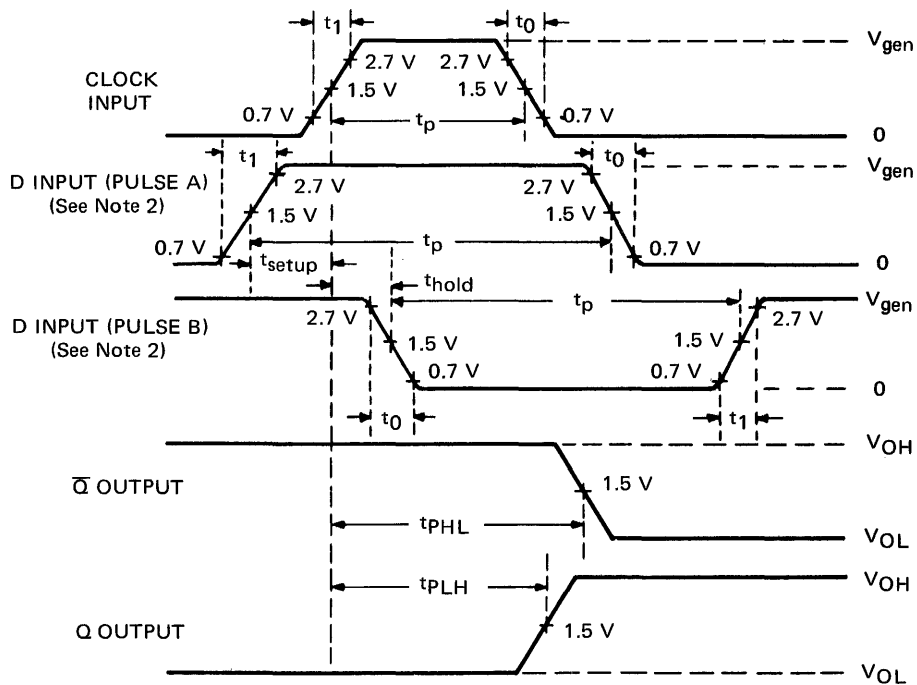 t1 t0 Vgen
2.7 V 2.7 V
CLOCK
INPUT
1.5 V 1.5 V
0.7 V tp 0.7 V
0
t1 t0 Vgen
D INPUT (PULSE A)
(See Note 2)
2.7 V 2.7 V
1.5 V 1.5 V
0.7 V tp 0.7 V
tsetup 0
thold
tp Vgen
D INPUT (PULSE B)
(See Note 2)
2.7 V 2.7 V
1.5 V 1.5 V
0.7 V 0.7 V
0
t0 t1
VOH
Q̅ OUTPUT
1.5 V
tPHL
VOL
tPLH VOH
Q OUTPUT
1.5 V
VOL